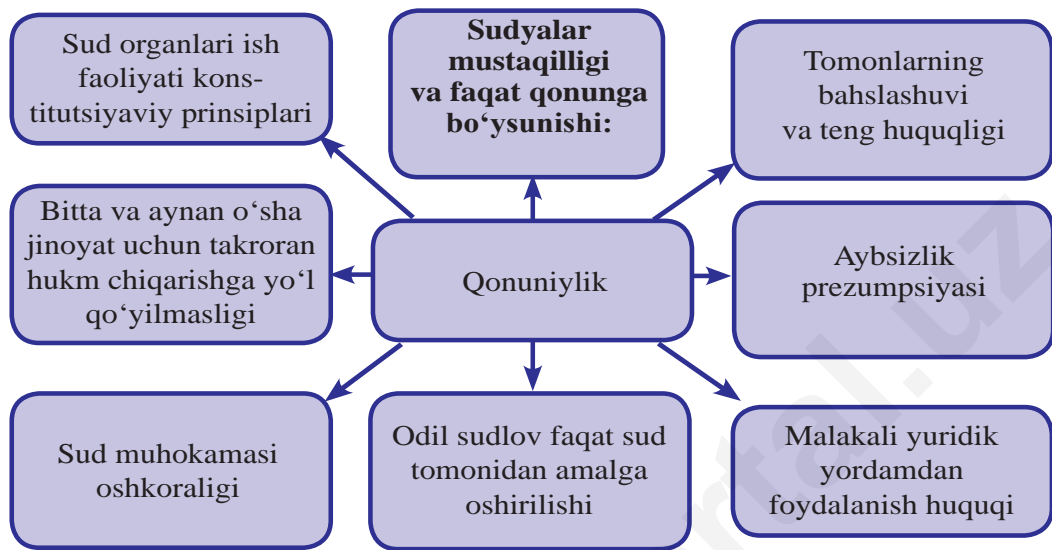 Sud organlari ish
faoliyati kons-
titutsiyaviy prinsiplari
Sudyalar
mustaqilligi
va faqat qonunga
bo‘ysunishi:
Tomonlarning
bahslashuvi
va teng huquqligi
Bitta va aynan o‘sha
jinoyat uchun takroran
hukm chiqarishga yo‘l
qo‘yilmasligi
Qonuniylik
Aybsizlik
prezumpsiyasi
Sud muhokamasi
oshkoraligi
Odil sudlov faqat sud
tomonidan amalga
oshirilishi
Malakali yuridik
yordamdan
foydalanish huquqi
rtal.uz